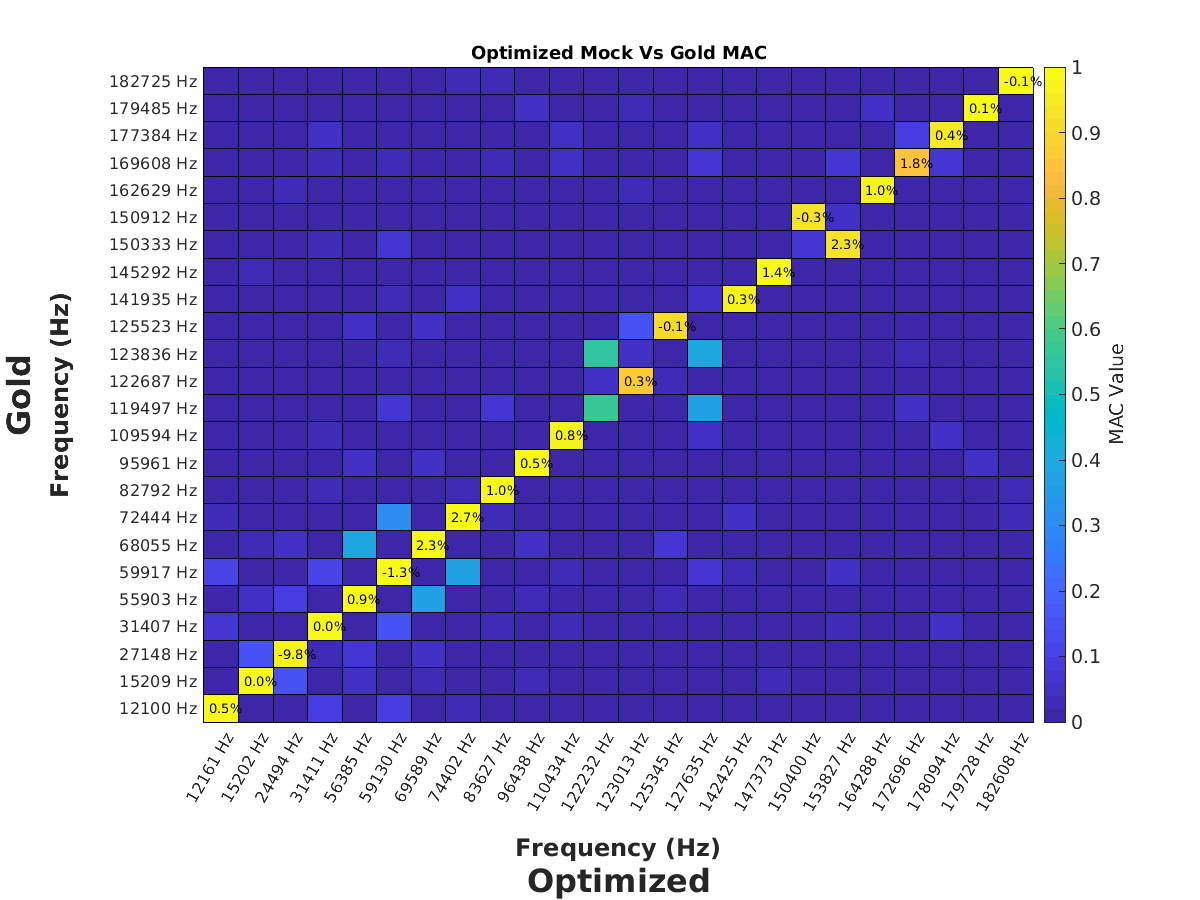 Optimized Mock Vs Gold MAC
182725 Hz
179485 Hz
177384 Hz
169608 Hz
162629 Hz
150912 Hz
150333 Hz
145292 Hz
141935 Hz
125523 Hz
123836 Hz
122687 Hz
119497 Hz
109594 Hz
95961 Hz
82792 Hz
72444 Hz
68055 Hz
59917 Hz
55903 Hz
31407 Hz
27148 Hz
15209 Hz
12100 Hz
Gold
Frequency (Hz)
-0.1%
0.1%
0.4%
1.8%
1.0%
-0.3%
2.3%
1.4%
0.3%
-0.1%
0.3%
0.8%
0.5%
1.0%
2.7%
2.3%
-1.3%
0.9%
0.0%
-9.8%
0.0%
0.5%
1
0.9
0.8
0.7
0.6
0.5
0.4
0.3
0.2
0.1
0
MAC Value
12161 Hz
15202 Hz
24494 Hz
31411 Hz
56385 Hz
59130 Hz
69589 Hz
74402 Hz
83627 Hz
96438 Hz
110434 Hz
122232 Hz
123013 Hz
125345 Hz
127635 Hz
142425 Hz
147373 Hz
150400 Hz
153827 Hz
164288 Hz
172696 Hz
178094 Hz
179728 Hz
182608 Hz
Frequency (Hz)
Optimized